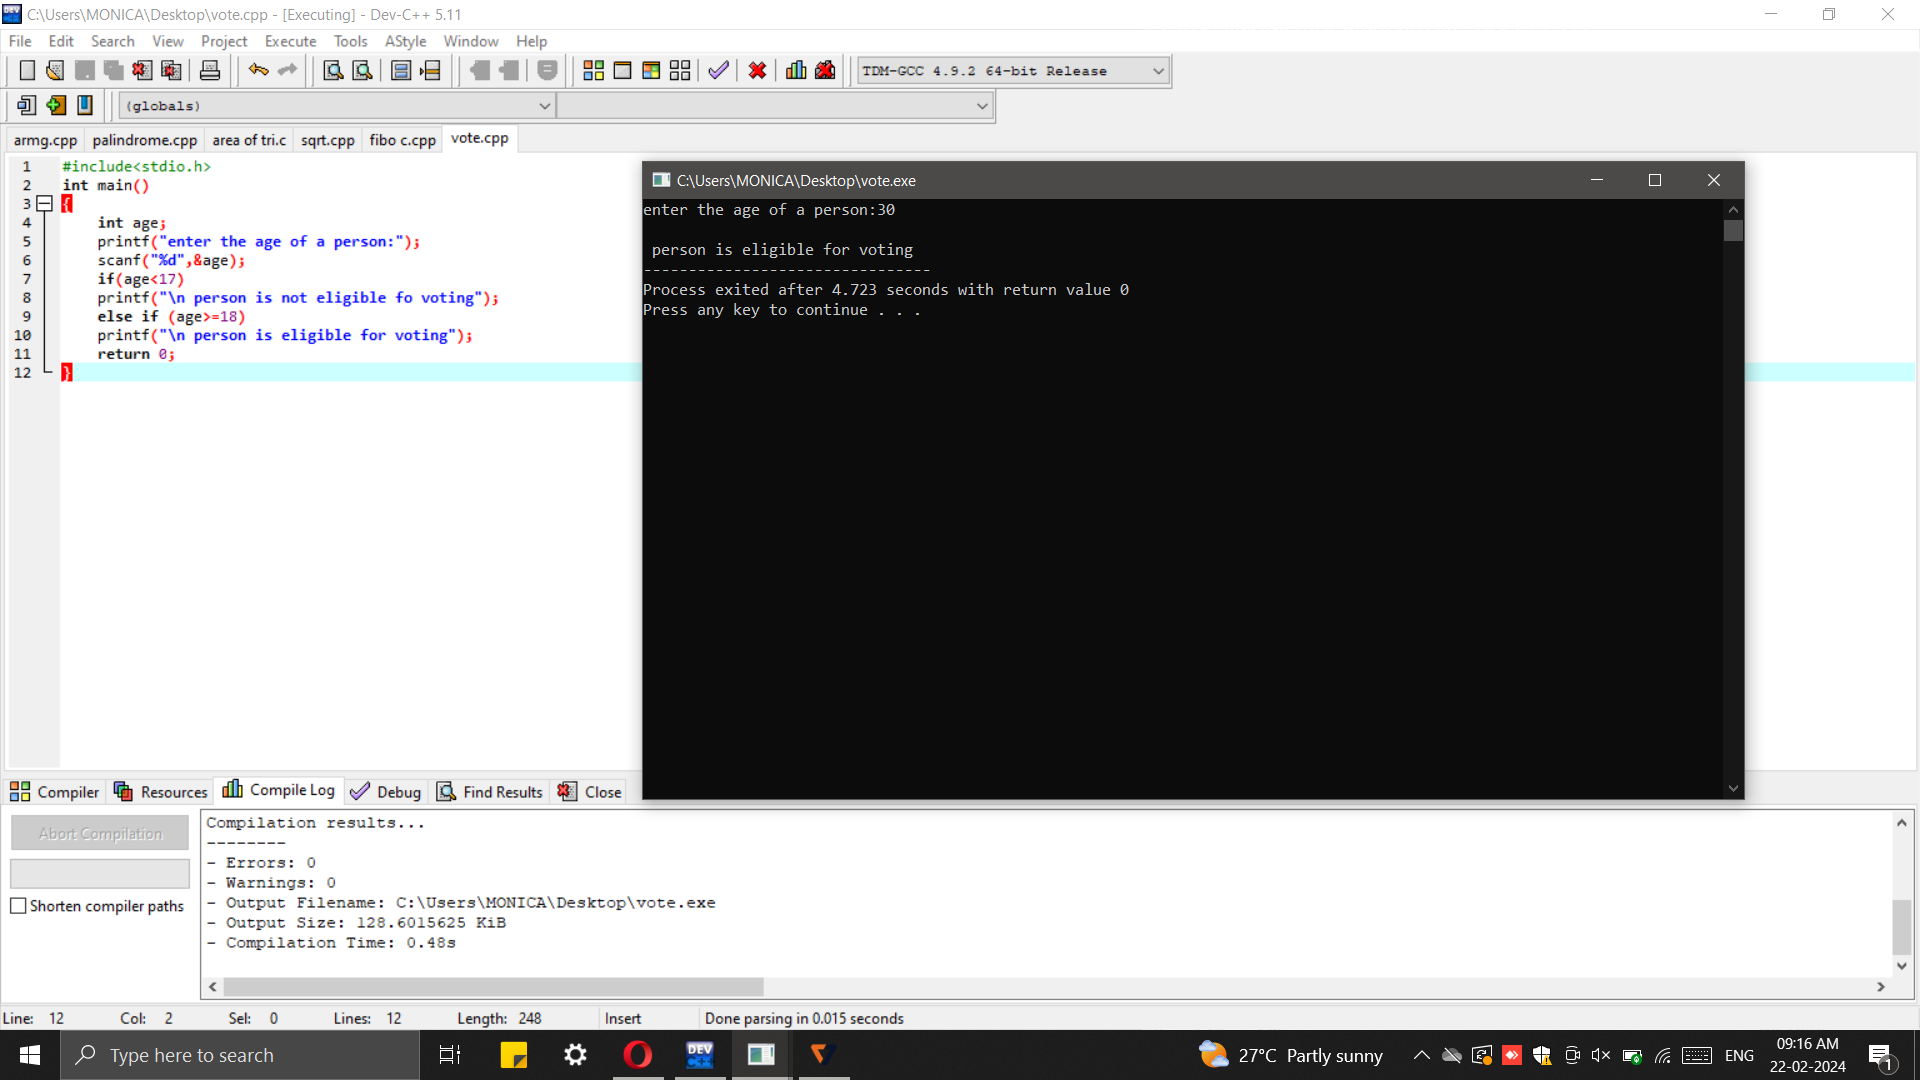 C:\Users\MONICA\Desktop\vote.cpp - [Executing] - Dev-C++ 5.11
File Edit Search View Project Execute Tools AStyle Window Help
TDM-GCC 4.9.2 64-bit Release
(globals)
armg.cpp palindrome.cpp area of tri.c sqrt.cpp fibo c.cpp vote.cpp
1 #include<stdio.h>
2 int main()
3 {
4 int age;
5 printf("enter the age of a person:");
6 scanf("%d",&age);
7 if(age<17)
8 printf("\n person is not eligible fo voting");
9 else if (age>=18)
10 printf("\n person is eligible for voting");
11 return 0;
12 }
C:\Users\MONICA\Desktop\vote.exe
enter the age of a person:30
person is eligible for voting
--------------------------------
Process exited after 4.723 seconds with return value 0
Press any key to continue . . .
Compiler Resources Compile Log Debug Find Results Close
Abort Compilation
Shorten compiler paths
Compilation results...
--------
- Errors: 0
- Warnings: 0
- Output Filename: C:\Users\MONICA\Desktop\vote.exe
- Output Size: 128.6015625 KiB
- Compilation Time: 0.48s
Line: 12 Col: 2 Sel: 0 Lines: 12 Length: 248 Insert Done parsing in 0.015 seconds
Type here to search
DEV
27°C Partly sunny
ENG
09:16 AM
22-02-2024
1